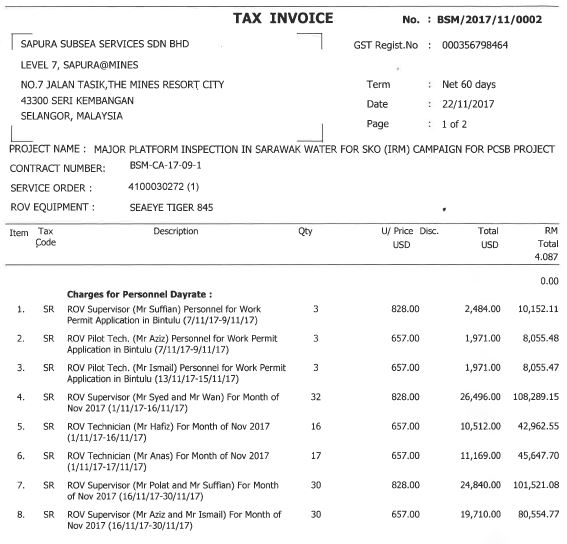 TAX INVOICE
No. : BSM/2017/11/0002
SAPURA SUBSEA SERVICES SDN BHD
GST Regist.No : 000356798464
LEVEL 7, SAPURA@MINES
NO.7 JALAN TASIK,THE MINES RESORT CITY
Term : Net 60 days
43300 SERI KEMBANGAN
Date : 22/11/2017
SELANGOR, MALAYSIA
Page : 1 of 2
PROJECT NAME : MAJOR PLATFORM INSPECTION IN SARAWAK WATER FOR SKO (IRM) CAMPAIGN FOR PCSB PROJECT
CONTRACT NUMBER: BSM-CA-17-09-1
SERVICE ORDER : 4100030272 (1)
ROV EQUIPMENT : SEAEYE TIGER 845
Item Tax Description Qty U/ Price Disc. Total RM
Code USD USD Total
4.087
0.00
Charges for Personnel Dayrate :
1. SR ROV Supervisor (Mr Suffian) Personnel for Work 3 828.00 2,484.00 10,152.11
Permit Application in Bintulu (7/11/17-9/11/17)
2. SR ROV Pilot Tech. (Mr Aziz) Personnel for Work Permit 3 657.00 1,971.00 8,055.48
Application in Bintulu (7/11/17-9/11/17)
3. SR ROV Pilot Tech. (Mr Ismail) Personnel for Work Permit 3 657.00 1,971.00 8,055.47
Application in Bintulu (13/11/17-15/11/17)
4. SR ROV Supervisor (Mr Syed and Mr Wan) For Month of 32 828.00 26,496.00 108,289.15
Nov 2017 (1/11/17-16/11/17)
5. SR ROV Technician (Mr Hafiz) For Month of Nov 2017 16 657.00 10,512.00 42,962.55
(1/11/17-16/11/17)
6. SR ROV Technician (Mr Anas) For Month of Nov 2017 17 657.00 11,169.00 45,647.70
(1/11/17-17/11/17)
7. SR ROV Supervisor (Mr Polat and Mr Suffian) For Month 30 828.00 24,840.00 101,521.08
of Nov 2017 (16/11/17-30/11/17)
8. SR ROV Supervisor (Mr Aziz and Mr Ismail) For Month of 30 657.00 19,710.00 80,554.77
Nov 2017 (16/11/17-30/11/17)